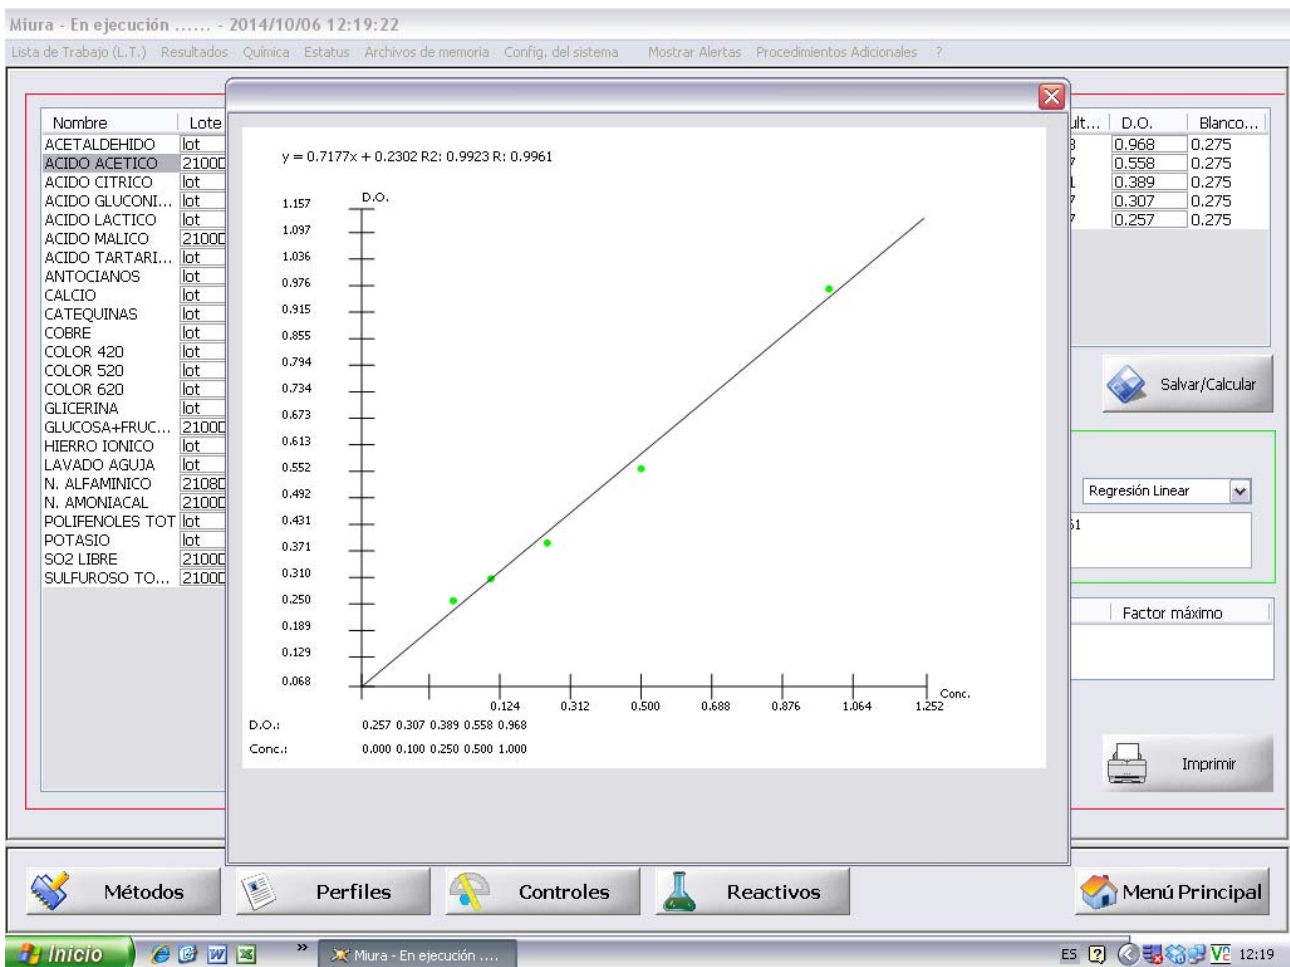 Miura - En ejecución ...... - 2014/10/06 12:19:22
Lista de Trabajo (L.T.) Resultados Química Estatus Archivos de memoria Config. del sistema Mostrar Alertas Procedimientos Adicionales ?
Nombre Lote
ACETALDEHIDO lot
ACIDO ACETICO 2100D
ACIDO CITRICO lot
ACIDO GLUCONI... lot
ACIDO LACTICO lot
ACIDO MALICO 2100D
ACIDO TARTARI... lot
ANTOCIANOS lot
CALCIO lot
CATEQUINAS lot
COBRE lot
COLOR 420 lot
COLOR 520 lot
COLOR 620 lot
GLICERINA lot
GLUCOSA+FRUC... 2100D
HIERRO IONICO lot
LAVADO AGUJA lot
N. ALFAMINICO 2108D
N. AMONIACAL 2100D
POLIFENOLES TOT lot
POTASIO lot
SO2 LIBRE 2100D
SULFUROSO TO... 2100D
y = 0.7177x + 0.2302 R2: 0.9923 R: 0.9961
D.O.
1.157
1.097
1.036
0.976
0.915
0.855
0.794
0.734
0.673
0.613
0.552
0.492
0.431
0.371
0.310
0.250
0.189
0.129
0.068
0.124 0.312 0.500 0.688 0.876 1.064 1.252
Conc.
D.O.: 0.257 0.307 0.389 0.558 0.968
Conc.: 0.000 0.100 0.250 0.500 1.000
ult... D.O. Blanco...
0.968 0.275
0.558 0.275
0.389 0.275
0.307 0.275
0.257 0.275
Salvar/Calcular
Regresión Linear
61
Factor máximo
Imprimir
Métodos Perfiles Controles Reactivos Menú Principal
Inicio » Miura - En ejecución .... ES 12:19